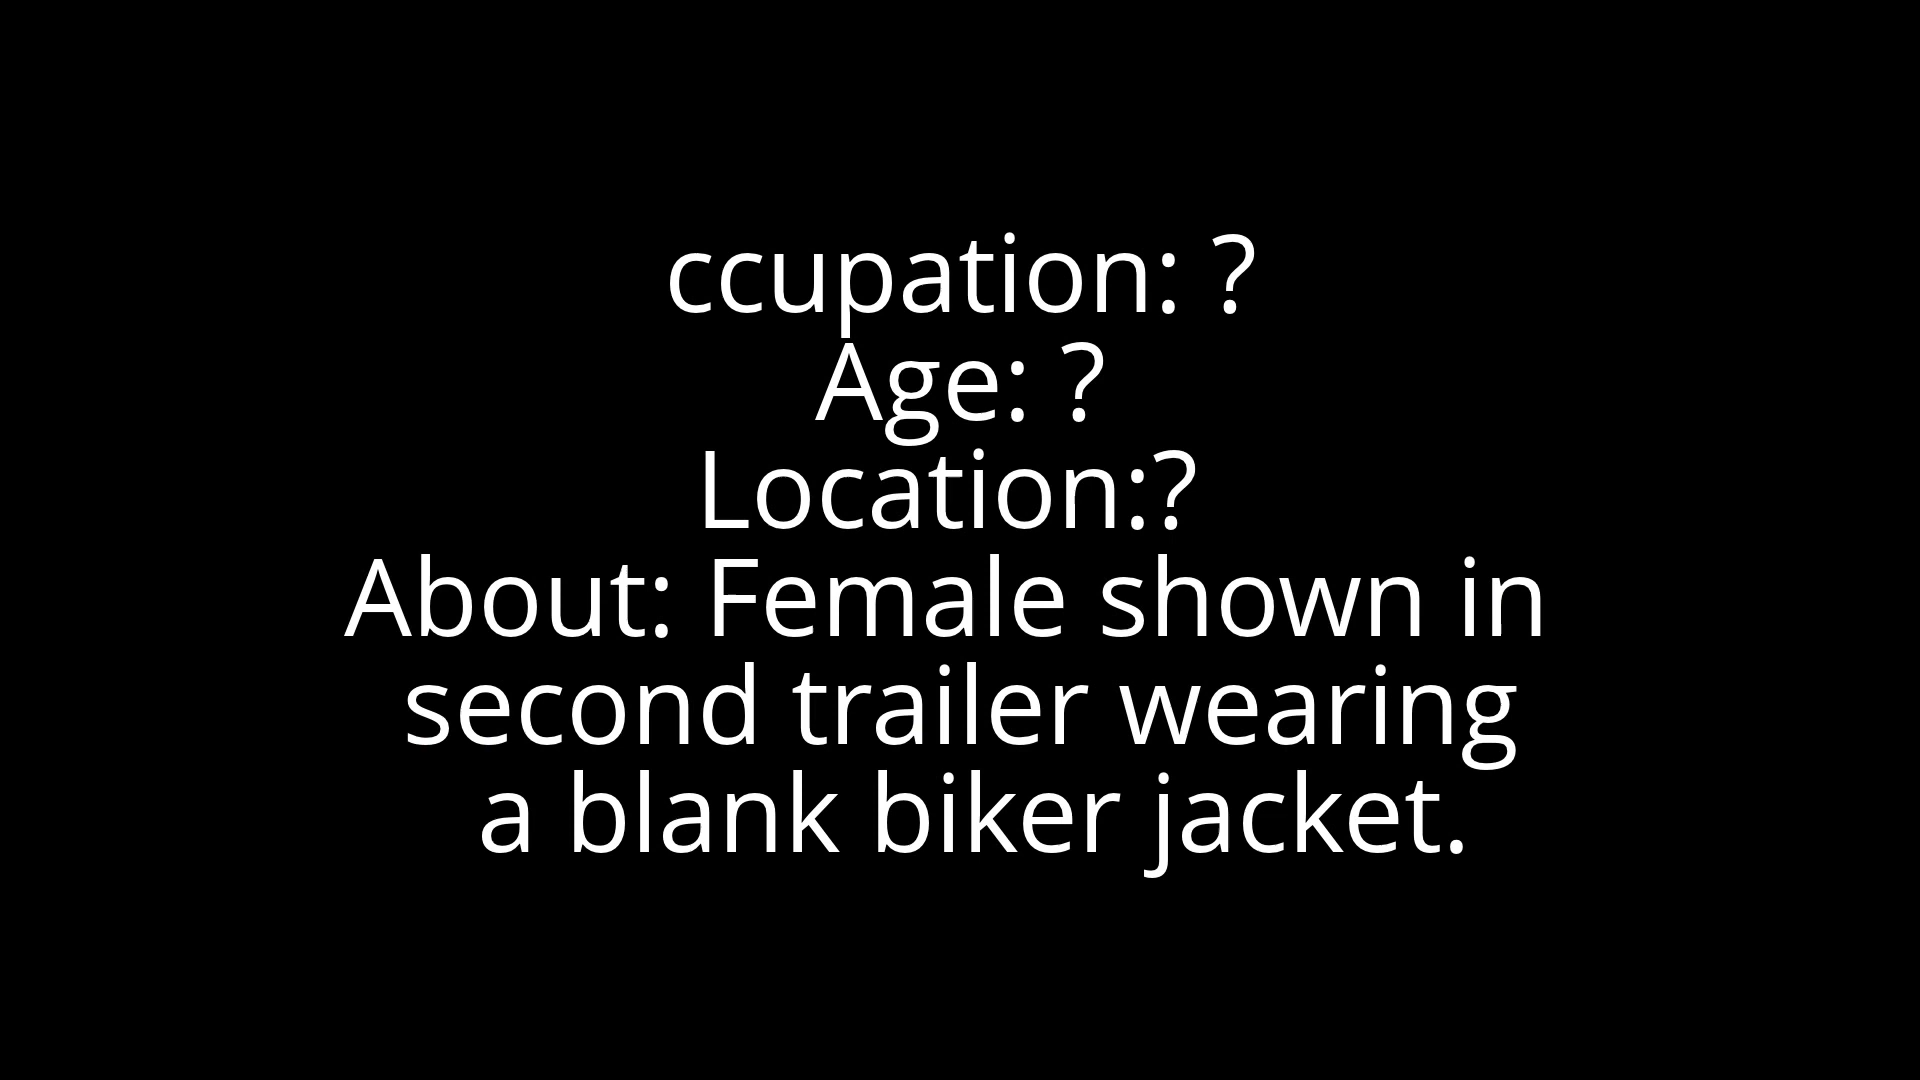 ccupation: ?
Age: ?
Location:?
About: Female shown in
second trailer wearing
a blank biker jacket.